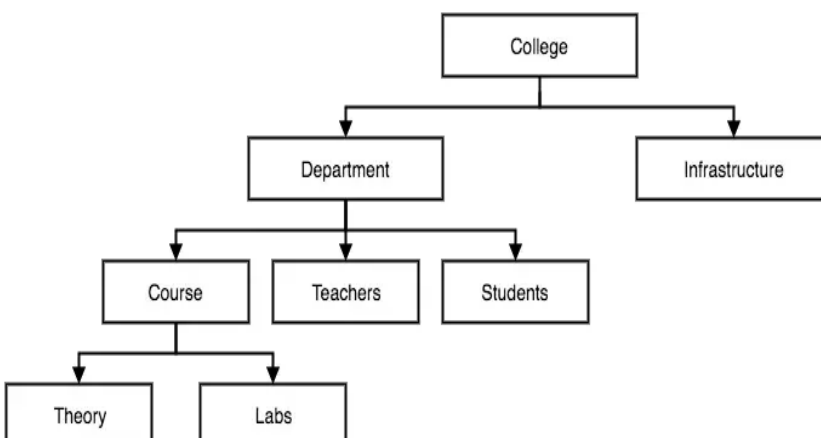 College
Department
Infrastructure
Course
Teachers
Students
Theory
Labs